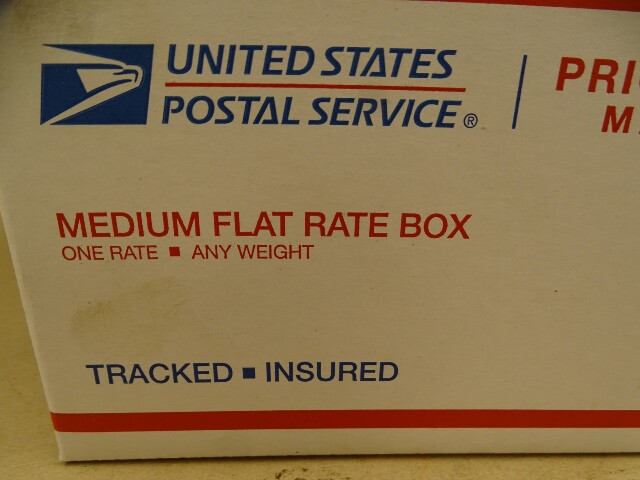 UNITED STATES
POSTAL SERVICE®
MEDIUM FLAT RATE BOX
ONE RATE ■ ANY WEIGHT
TRACKED ■ INSURED